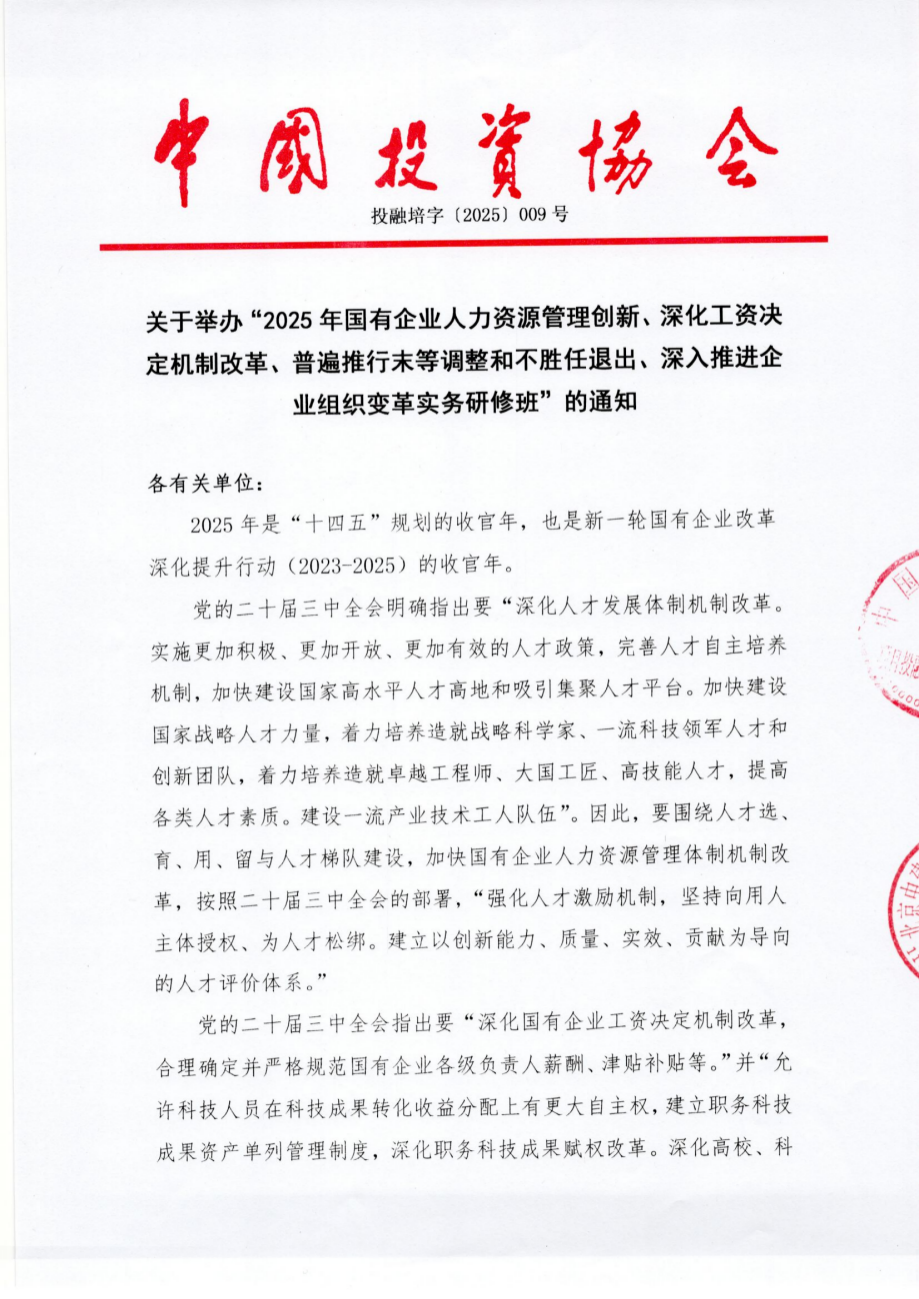 中國投資協会
投融培字〔2025〕009号
关于举办“2025年国有企业人力资源管理创新、深化工资决
定机制改革、普遍推行末等调整和不胜任退出、深入推进企
业组织变革实务研修班”的通知
各有关单位：
2025年是“十四五”规划的收官年，也是新一轮国有企业改革
深化提升行动（2023-2025）的收官年。
党的二十届三中全会明确指出要“深化人才发展体制机制改革。
实施更加积极、更加开放、更加有效的人才政策，完善人才自主培养
机制，加快建设国家高水平人才高地和吸引集聚人才平台。加快建设
国家战略人才力量，着力培养造就战略科学家、一流科技领军人才和
创新团队，着力培养造就卓越工程师、大国工匠、高技能人才，提高
各类人才素质。建设一流产业技术工人队伍”。因此，要围绕人才选、
育、用、留与人才梯队建设，加快国有企业人力资源管理体制机制改
革，按照二十届三中全会的部署，“强化人才激励机制，坚持向用人
主体授权、为人才松绑。建立以创新能力、质量、实效、贡献为导向
的人才评价体系。”
党的二十届三中全会指出要“深化国有企业工资决定机制改革，
合理确定并严格规范国有企业各级负责人薪酬、津贴补贴等。”并“允
许科技人员在科技成果转化收益分配上有更大自主权，建立职务科技
成果资产单列管理制度，深化职务科技成果赋权改革。深化高校、科
中国
北京中